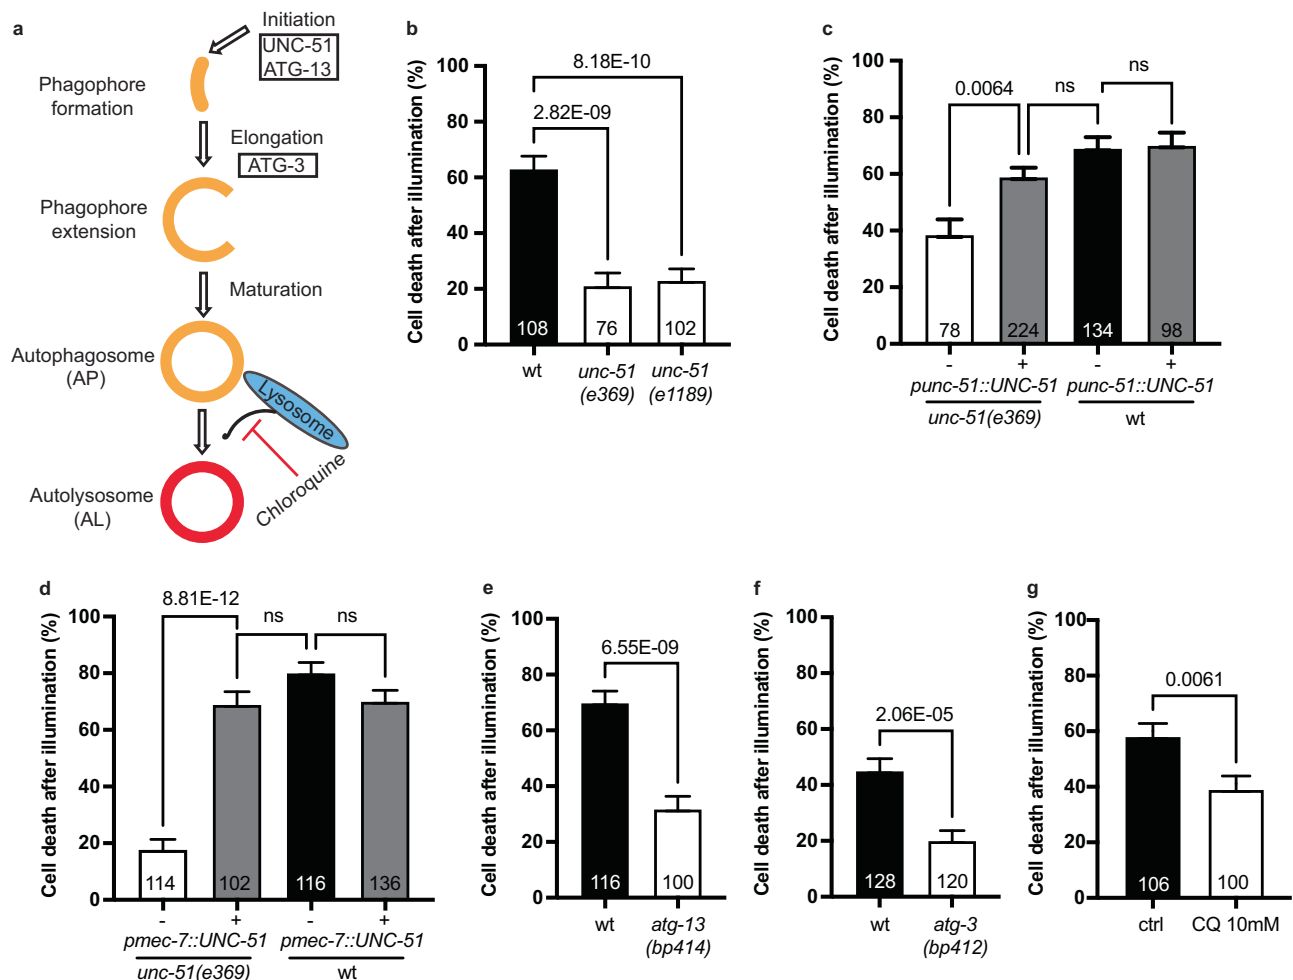 a
Initiation
UNC-51
ATG-13
Phagophore
formation
Elongation
ATG-3
Phagophore
extension
Maturation
Autophagosome
(AP)
Lysosome
Chloroquine
Autolysosome
(AL)
b
Cell death after illumination (%)
100
80
60
40
20
0
8.18E-10
2.82E-09
108
76
102
wt
unc-51
(e369)
unc-51
(e1189)
c
Cell death after illumination (%)
100
80
60
40
20
0
0.0064
ns
ns
78
224
134
98
- + - +
punc-51::UNC-51 punc-51::UNC-51
unc-51(e369) wt
d
Cell death after illumination (%)
100
80
60
40
20
0
8.81E-12
ns
ns
114
102
116
136
- + - +
pmec-7::UNC-51 pmec-7::UNC-51
unc-51(e369) wt
e
Cell death after illumination (%)
100
80
60
40
20
0
6.55E-09
116
100
wt
atg-13
(bp414)
f
Cell death after illumination (%)
100
80
60
40
20
0
2.06E-05
128
120
wt
atg-3
(bp412)
g
Cell death after illumination (%)
100
80
60
40
20
0
0.0061
106
100
ctrl
CQ 10mM